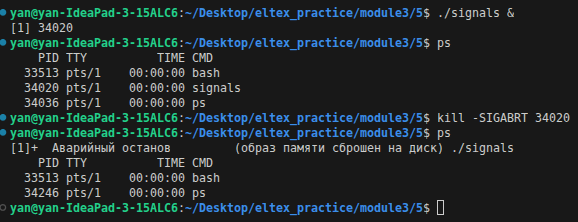 yan@yan-IdeaPad-3-15ALC6:~/Desktop/eltex_practice/module3/5$ ./signals &
[1] 34020
yan@yan-IdeaPad-3-15ALC6:~/Desktop/eltex_practice/module3/5$ ps
PID TTY TIME CMD
33513 pts/1 00:00:00 bash
34020 pts/1 00:00:00 signals
34036 pts/1 00:00:00 ps
yan@yan-IdeaPad-3-15ALC6:~/Desktop/eltex_practice/module3/5$ kill -SIGABRT 34020
yan@yan-IdeaPad-3-15ALC6:~/Desktop/eltex_practice/module3/5$ ps
[1]+ Аварийный останов (образ памяти сброшен на диск) ./signals
PID TTY TIME CMD
33513 pts/1 00:00:00 bash
34246 pts/1 00:00:00 ps
yan@yan-IdeaPad-3-15ALC6:~/Desktop/eltex_practice/module3/5$